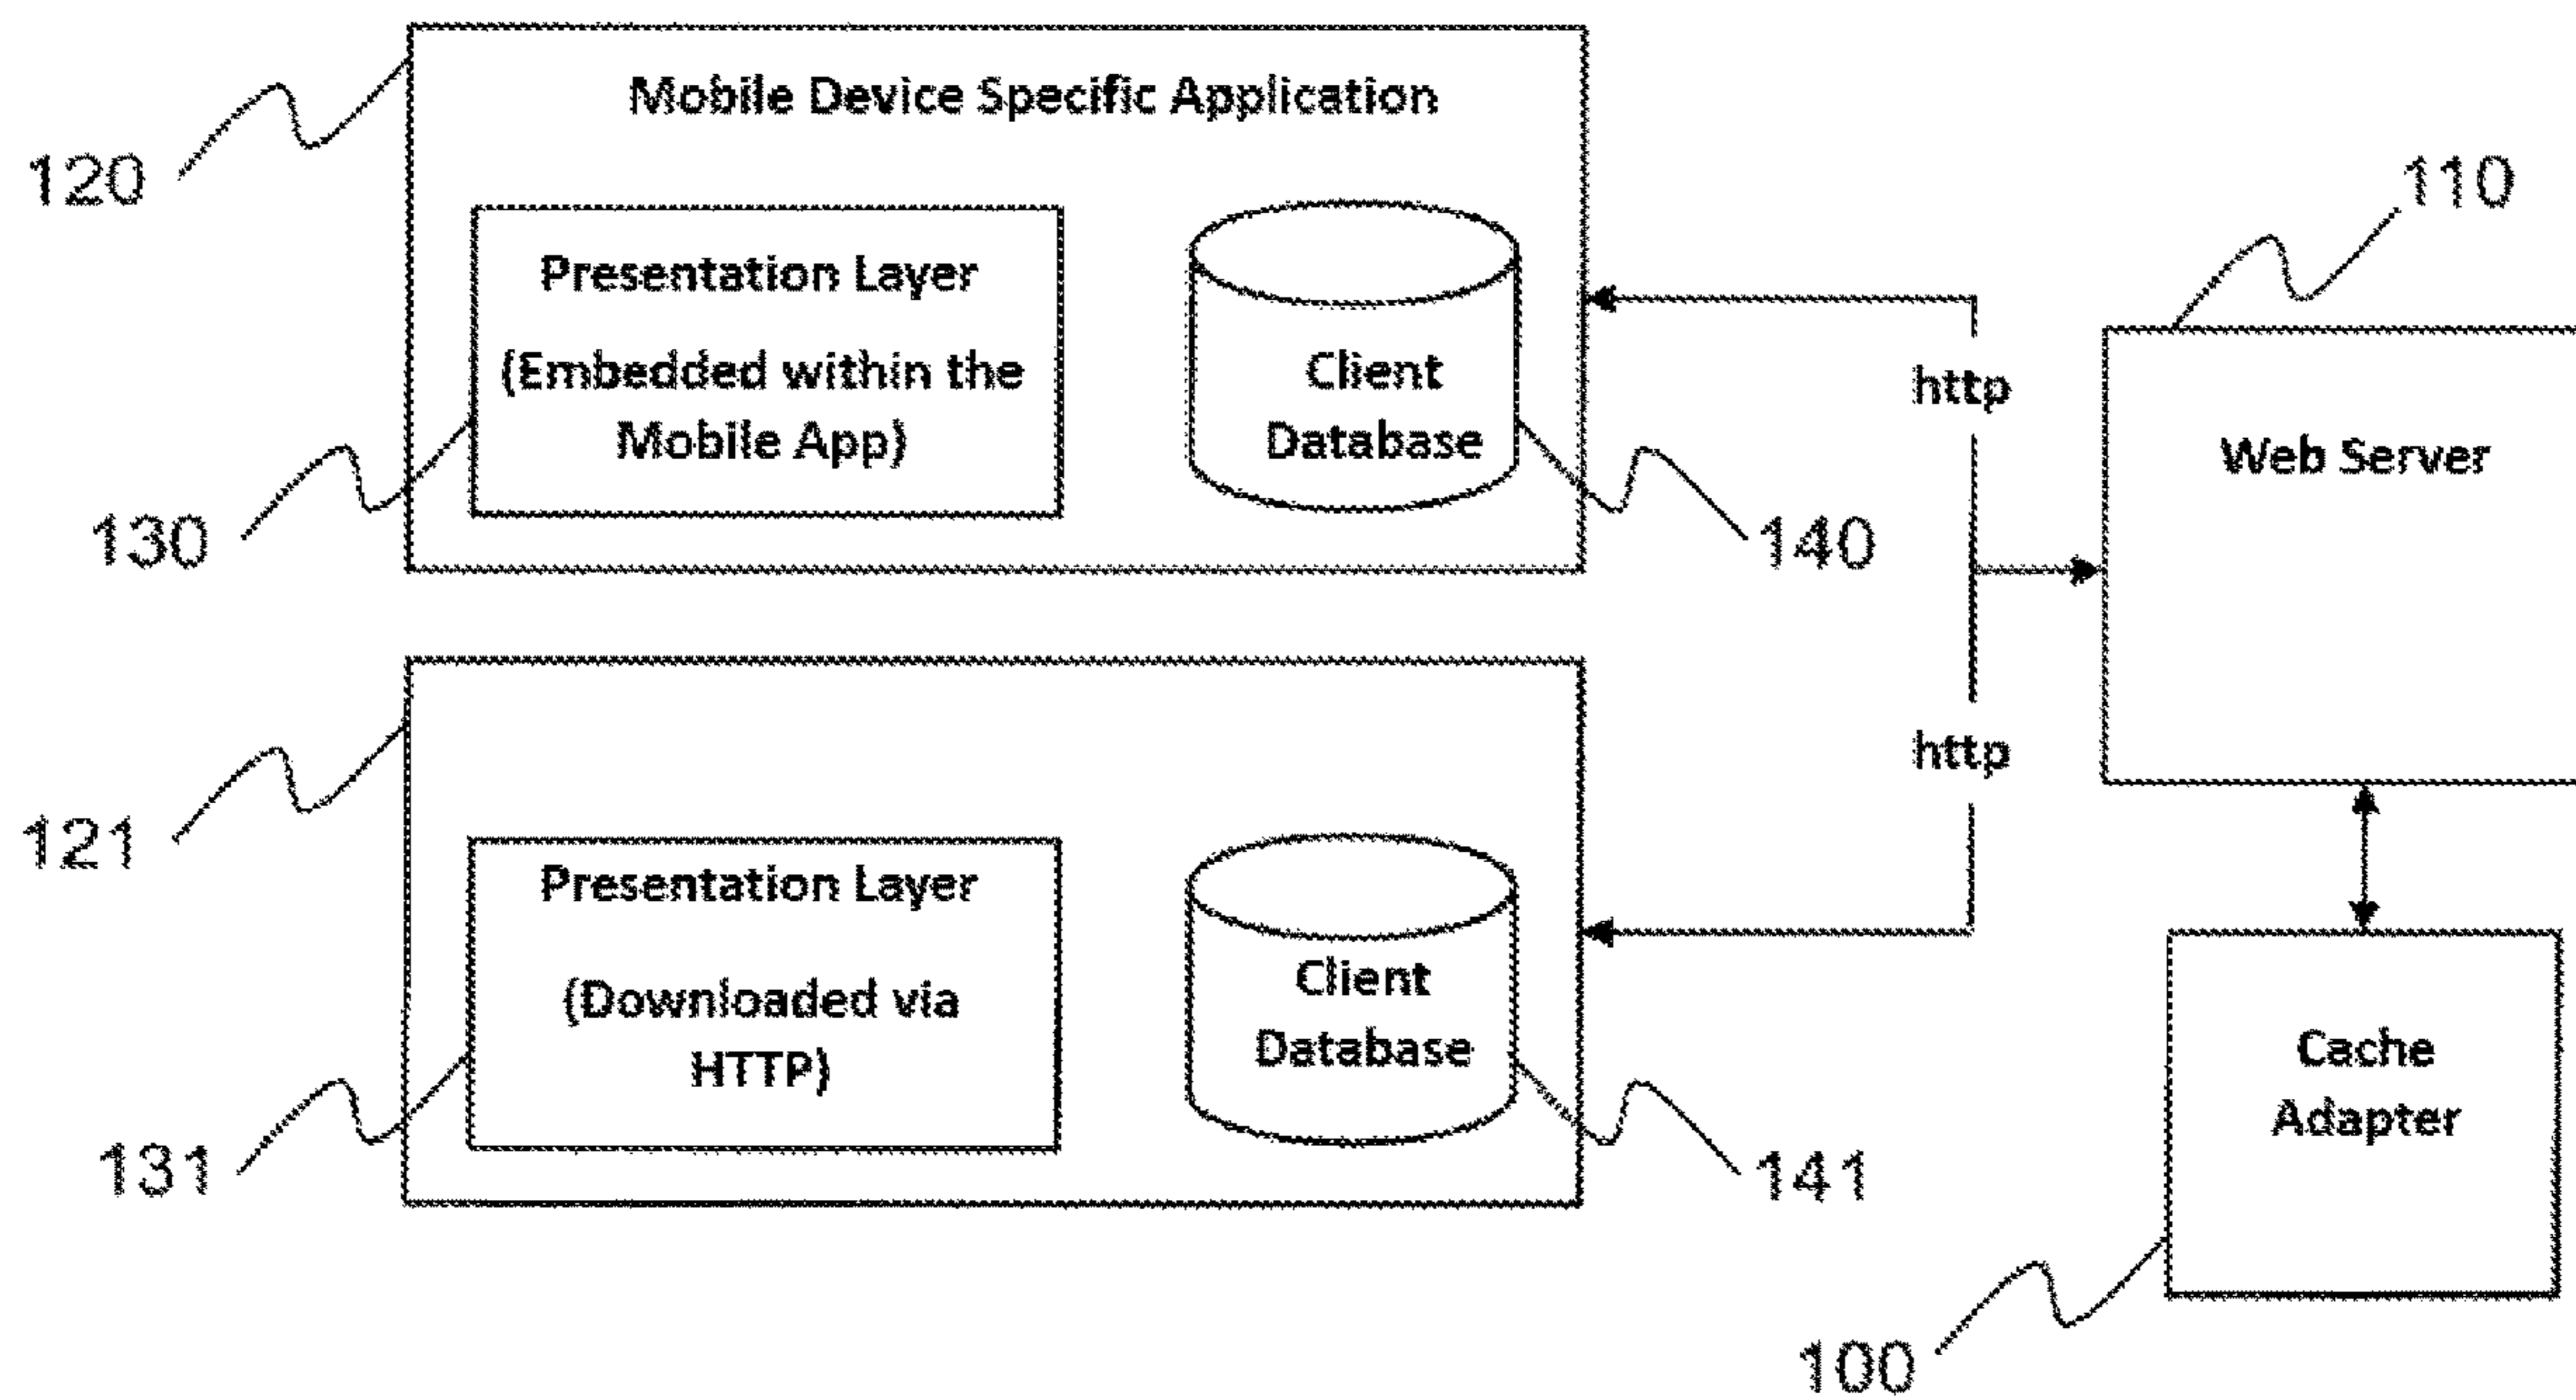 Mobile Device Specific Application
120
110
Presentation Layer
(Embedded within the
Mobile App)
Client
Database
http
Web Server
130
140
http
121
Presentation Layer
(Downloaded via
HTTP)
Client
Database
Cache
Adapter
131
141
100